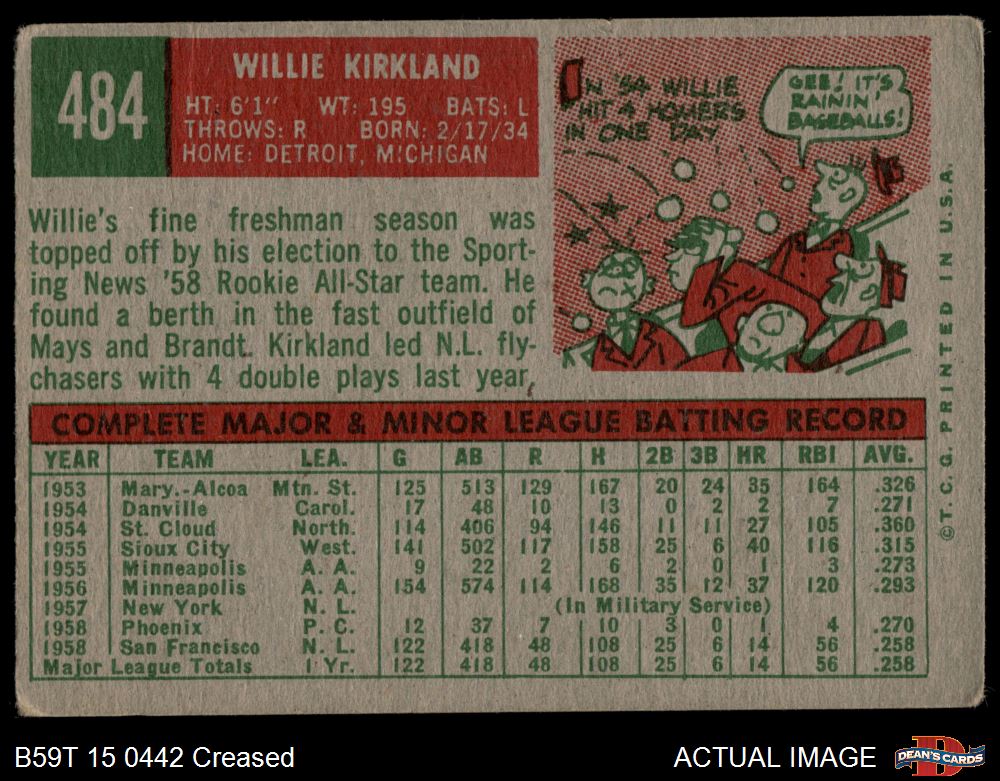 484
WILLIE KIRKLAND
HT: 6'1" WT: 195 BATS: L
THROWS: R BORN: 2/17/34
HOME: DETROIT, MICHIGAN
IN '54 WILLIE
HIT 4 HOMERS
IN ONE DAY
GEE! IT'S
RAININ'
BASEBALLS!
Willie's fine freshman season was
topped off by his election to the Sport-
ing News '58 Rookie All-Star team. He
found a berth in the fast outfield of
Mays and Brandt. Kirkland led N.L. fly-
chasers with 4 double plays last year.
COMPLETE MAJOR & MINOR LEAGUE BATTING RECORD
YEAR TEAM LEA. G AB R H 2B 3B HR RBI AVG.
1953 Mary.-Alcoa Mtn. St. 125 513 129 167 20 24 35 164 .326
1954 Danville Carol. 17 48 10 13 0 2 2 7 .271
1954 St. Cloud North. 114 406 94 146 11 11 27 105 .360
1955 Sioux City West. 141 502 117 158 25 6 40 116 .315
1955 Minneapolis A. A. 9 22 2 6 2 0 1 3 .273
1956 Minneapolis A. A. 154 574 114 168 35 12 37 120 .293
1957 New York N. L. (In Military Service)
1958 Phoenix P. C. 12 37 7 10 3 0 1 4 .270
1958 San Francisco N. L. 122 418 48 108 25 6 14 56 .258
Major League Totals 1 Yr. 122 418 48 108 25 6 14 56 .258
© T. C. G. PRINTED IN U.S.A.
B59T 15 0442 Creased
ACTUAL IMAGE
DEAN'S CARDS